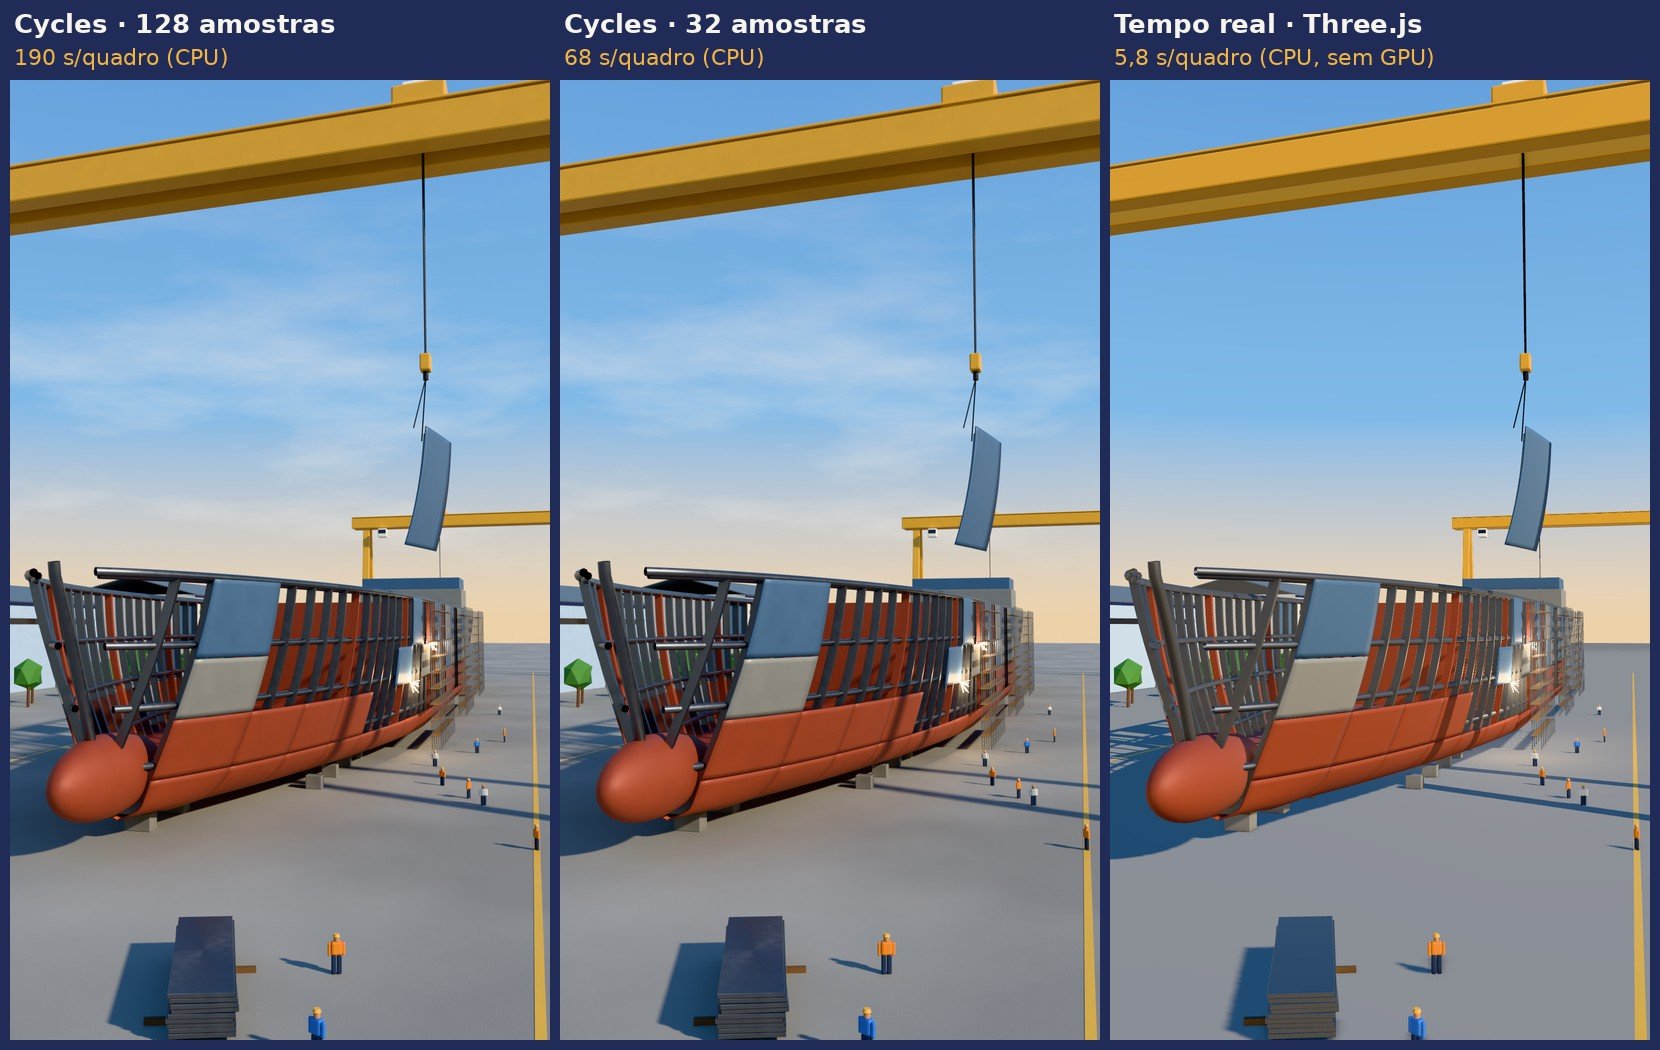 Cycles · 128 amostras
190 s/quadro (CPU)
Cycles · 32 amostras
68 s/quadro (CPU)
Tempo real · Three.js
5,8 s/quadro (CPU, sem GPU)